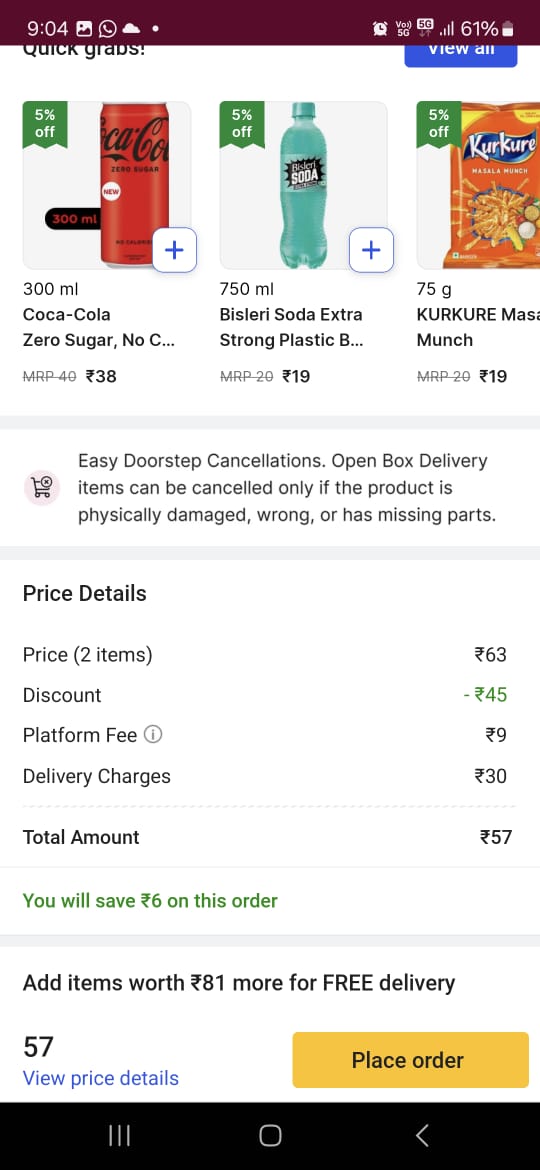 9:04
Vo)) 5G 5G 61%
Quick grabs!
View all
5% off
5% off
5% off
Coca-Col
ZERO SUGAR
NEW
300 ml
NO CALORIE
Bisleri
SODA
Kurkure
MASALA MUNCH
300 ml
Coca-Cola
Zero Sugar, No C...
MRP 40 ₹38
750 ml
Bisleri Soda Extra
Strong Plastic B...
MRP 20 ₹19
75 g
KURKURE Masa
Munch
MRP 20 ₹19
Easy Doorstep Cancellations. Open Box Delivery
items can be cancelled only if the product is
physically damaged, wrong, or has missing parts.
Price Details
Price (2 items) ₹63
Discount - ₹45
Platform Fee ₹9
Delivery Charges ₹30
Total Amount ₹57
You will save ₹6 on this order
Add items worth ₹81 more for FREE delivery
57
View price details
Place order